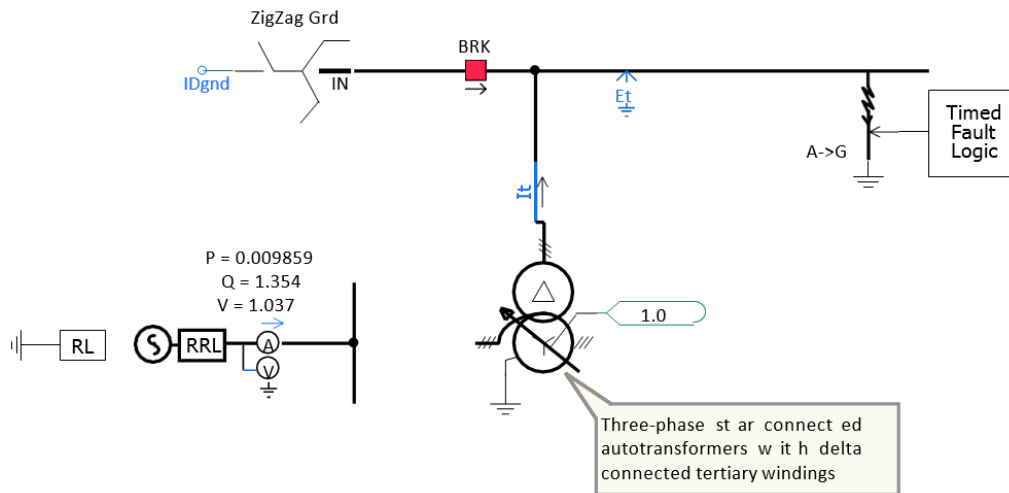 ZigZag Grd
BRK
IDgnd
IN
Et
Timed
Fault
Logic
A->G
It
P = 0.009859
Q = 1.354
V = 1.037
1.0
RL
RRL
A
V
Three-phase st ar connect ed
autotransformers w it h delta
connected tertiary windings